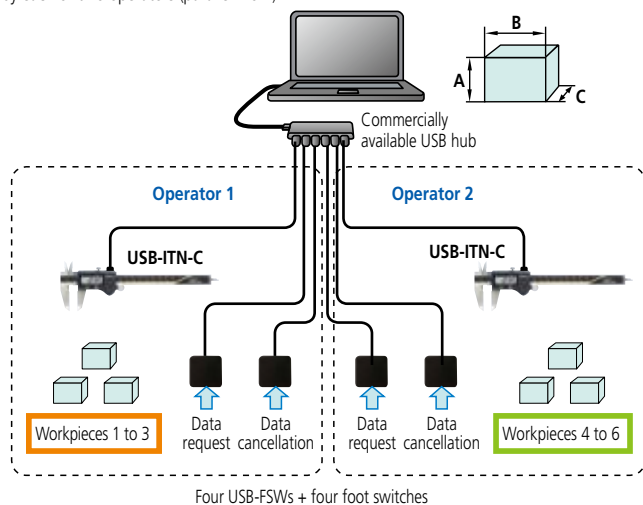 B
A
C
Commercially
available USB hub
Operator 1
Operator 2
USB-ITN-C
USB-ITN-C
Workpieces 1 to 3
Data
request
Data
cancellation
Data
request
Data
cancellation
Workpieces 4 to 6
Four USB-FSWs + four foot switches